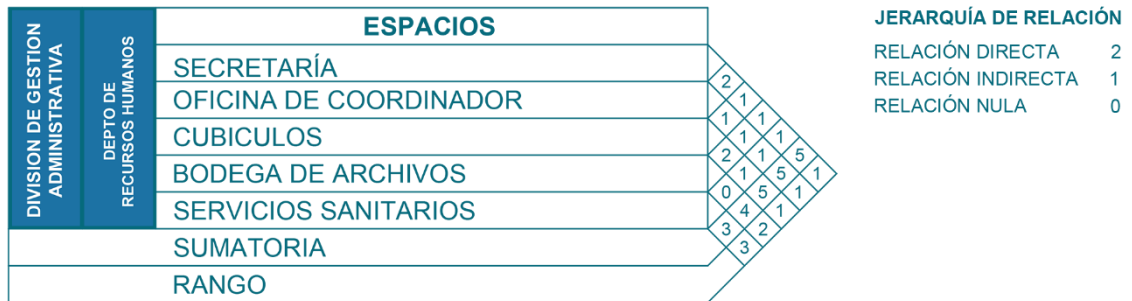 DIVISION DE GESTION
ADMINISTRATIVA
DEPTO DE
RECURSOS HUMANOS
ESPACIOS
SECRETARÍA
OFICINA DE COORDINADOR
CUBICULOS
BODEGA DE ARCHIVOS
SERVICIOS SANITARIOS
SUMATORIA
RANGO
2
1
1 1
1 1
2 1 5
1 5 1
0 5 1
4 1
3 2
3
JERARQUÍA DE RELACIÓN
RELACIÓN DIRECTA 2
RELACIÓN INDIRECTA 1
RELACIÓN NULA 0